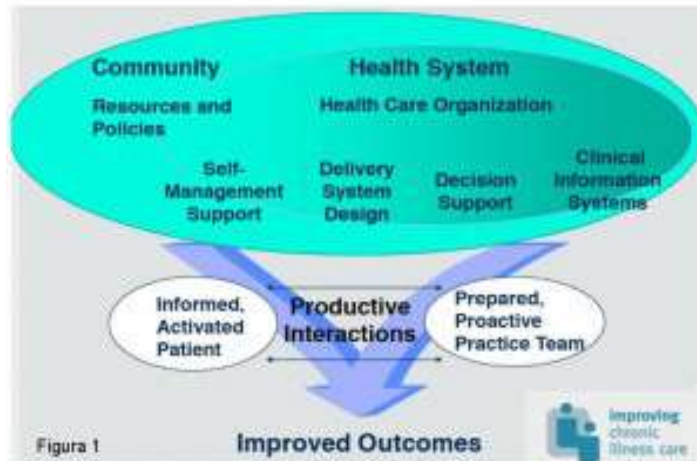 Community
Health System
Resources and
Policies
Health Care Organization
Self-
Management
Support
Delivery
System
Design
Decision
Support
Clinical
Information
Systems
Informed,
Activated
Patient
Productive
Interactions
Prepared,
Proactive
Practice Team
Figura 1
Improved Outcomes
improving
chronic
illness care